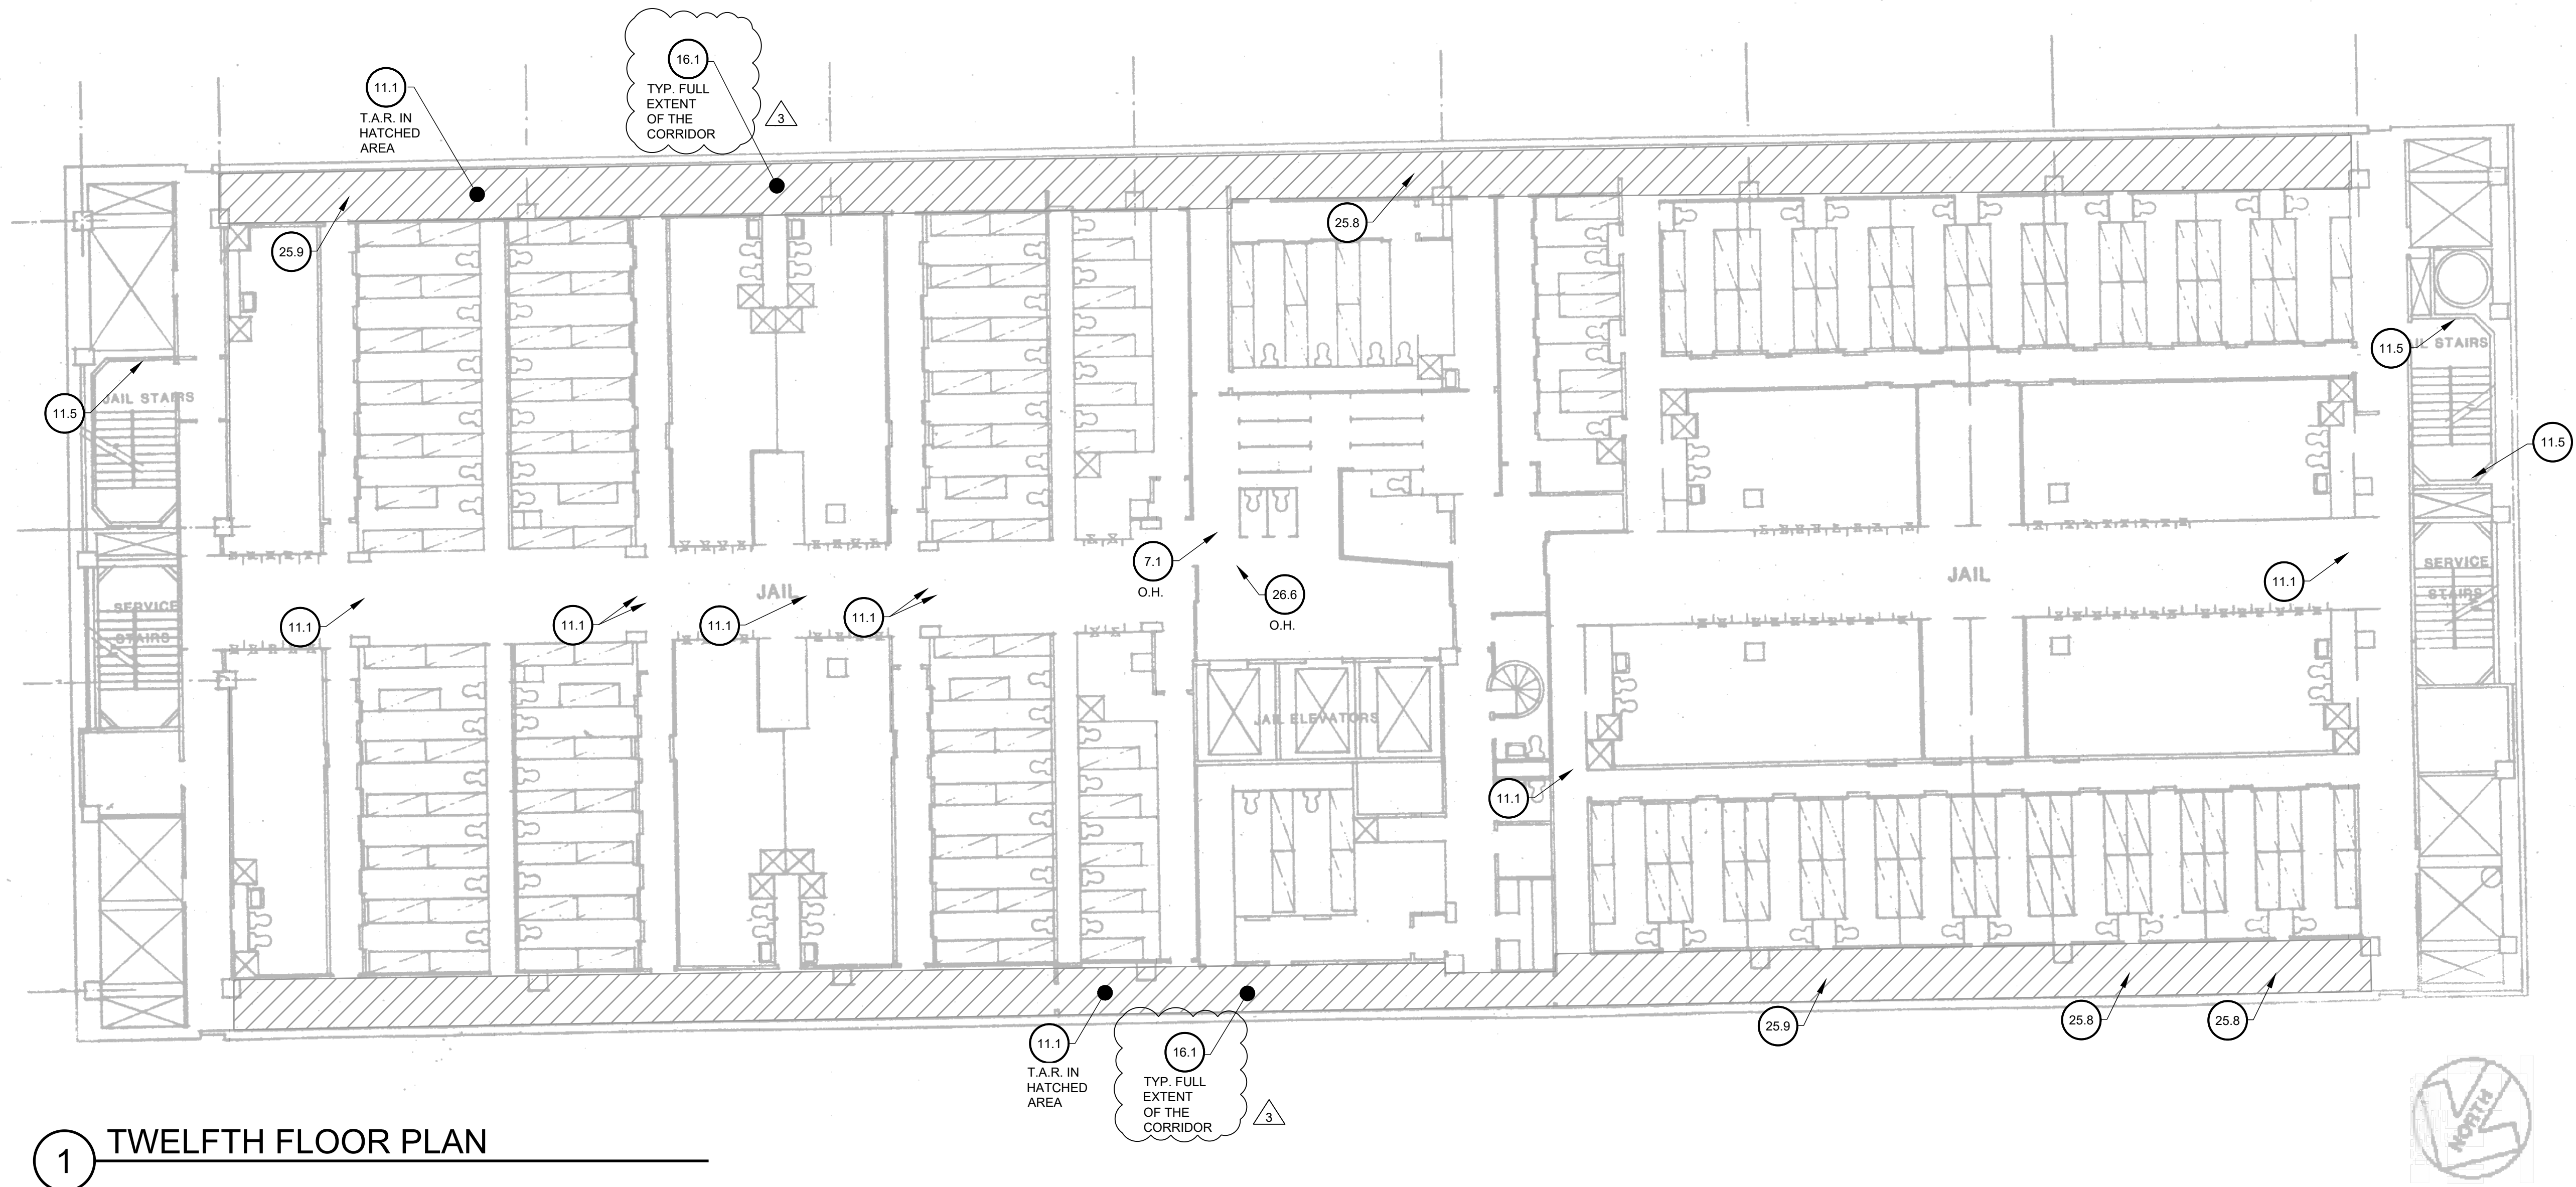 16.1
TYP. FULL
EXTENT
OF THE
CORRIDOR
3
11.1
T.A.R. IN
HATCHED
AREA
25.9
25.8
11.5
JAIL STAIRS
11.5
JAIL STAIRS
11.5
7.1
O.H.
26.6
O.H.
JAIL
JAIL
11.1
11.1
11.1
11.1
11.1
SERVICE
STAIRS
SERVICE
STAIRS
JAIL ELEVATORS
11.1
25.9
25.8
25.8
11.1
T.A.R. IN
HATCHED
AREA
16.1
TYP. FULL
EXTENT
OF THE
CORRIDOR
3
NORTH
1
TWELFTH FLOOR PLAN